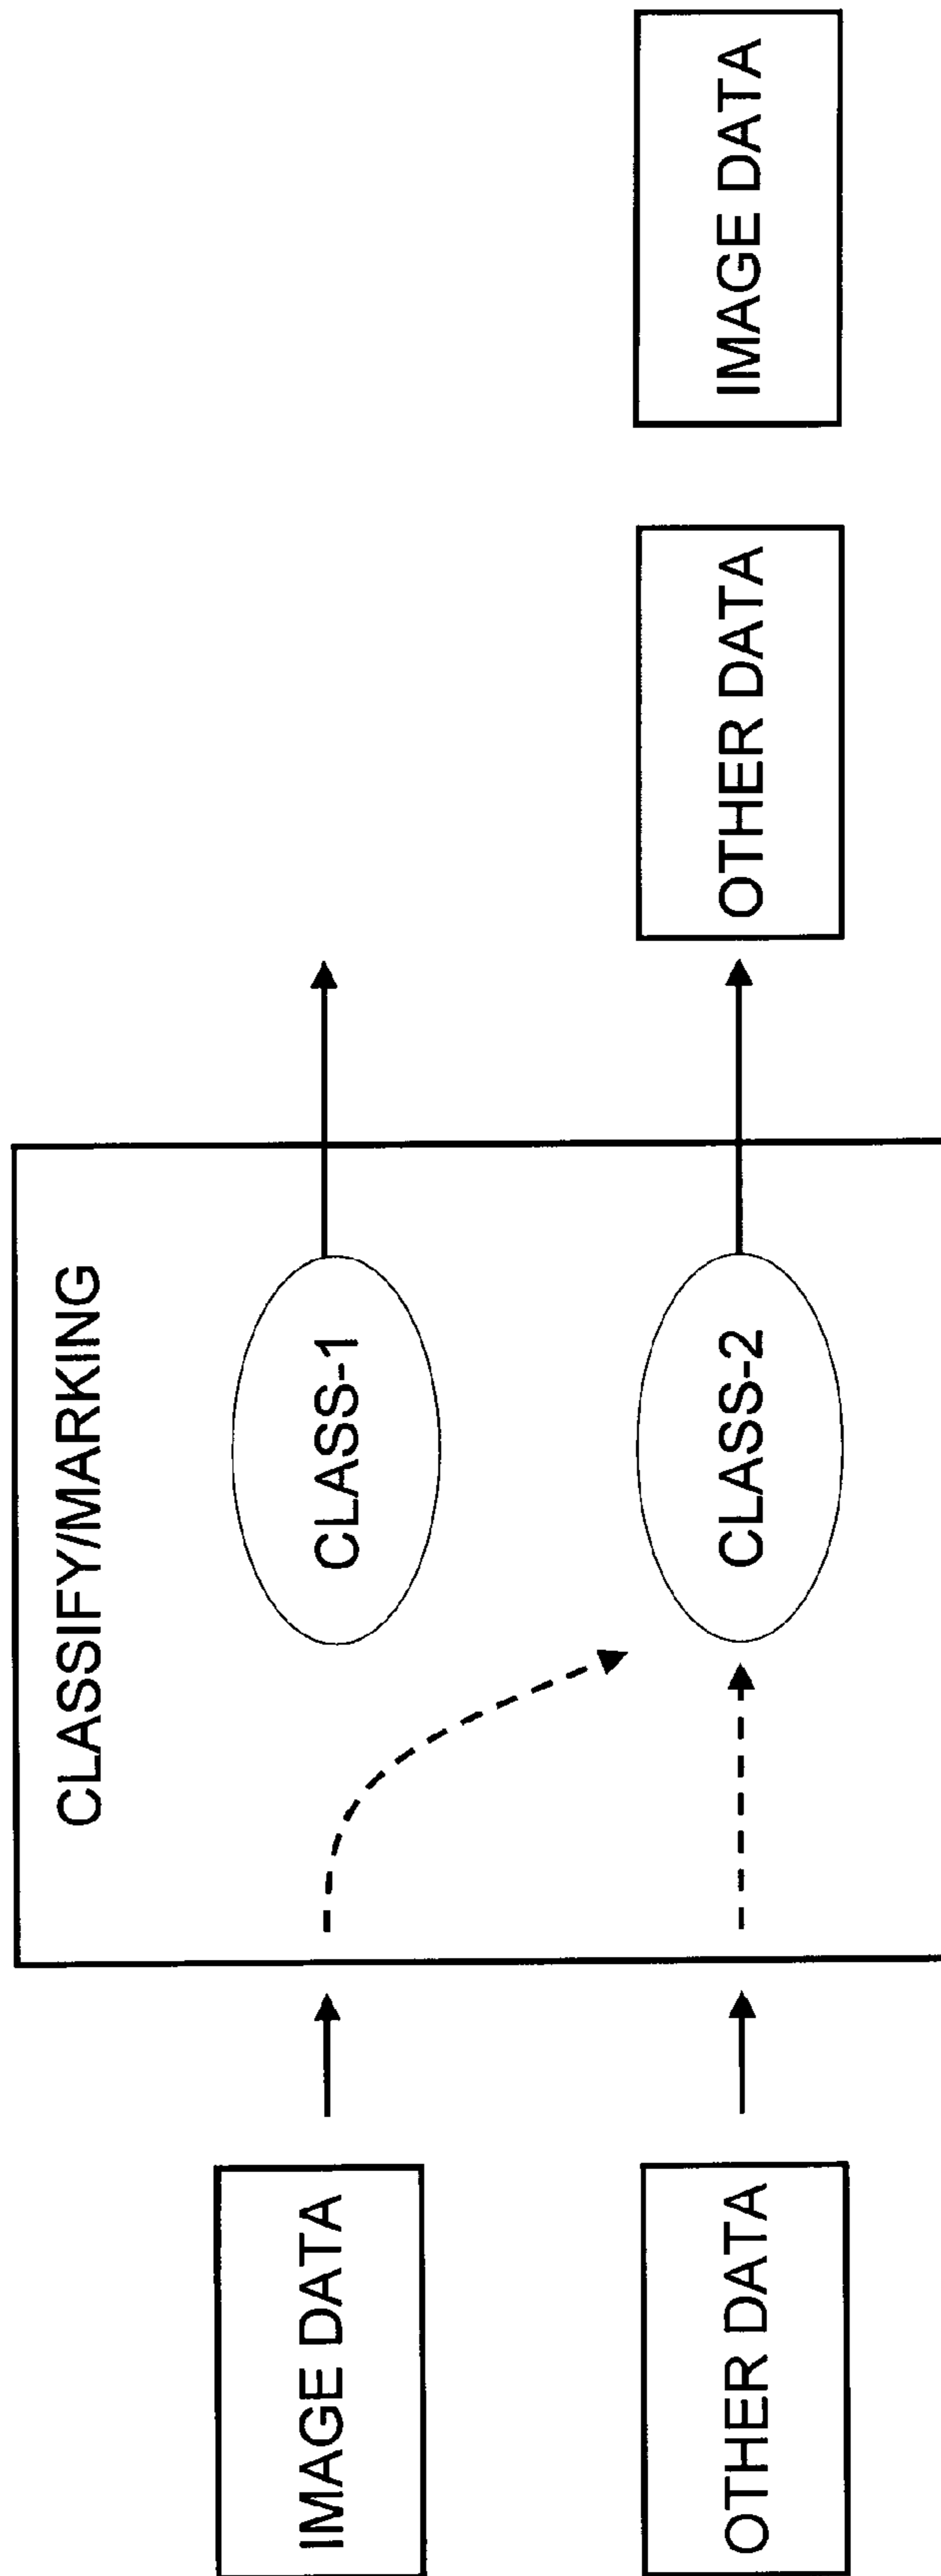 CLASSIFY/MARKING
IMAGE DATA
CLASS-1
OTHER DATA
CLASS-2
OTHER DATA
IMAGE DATA